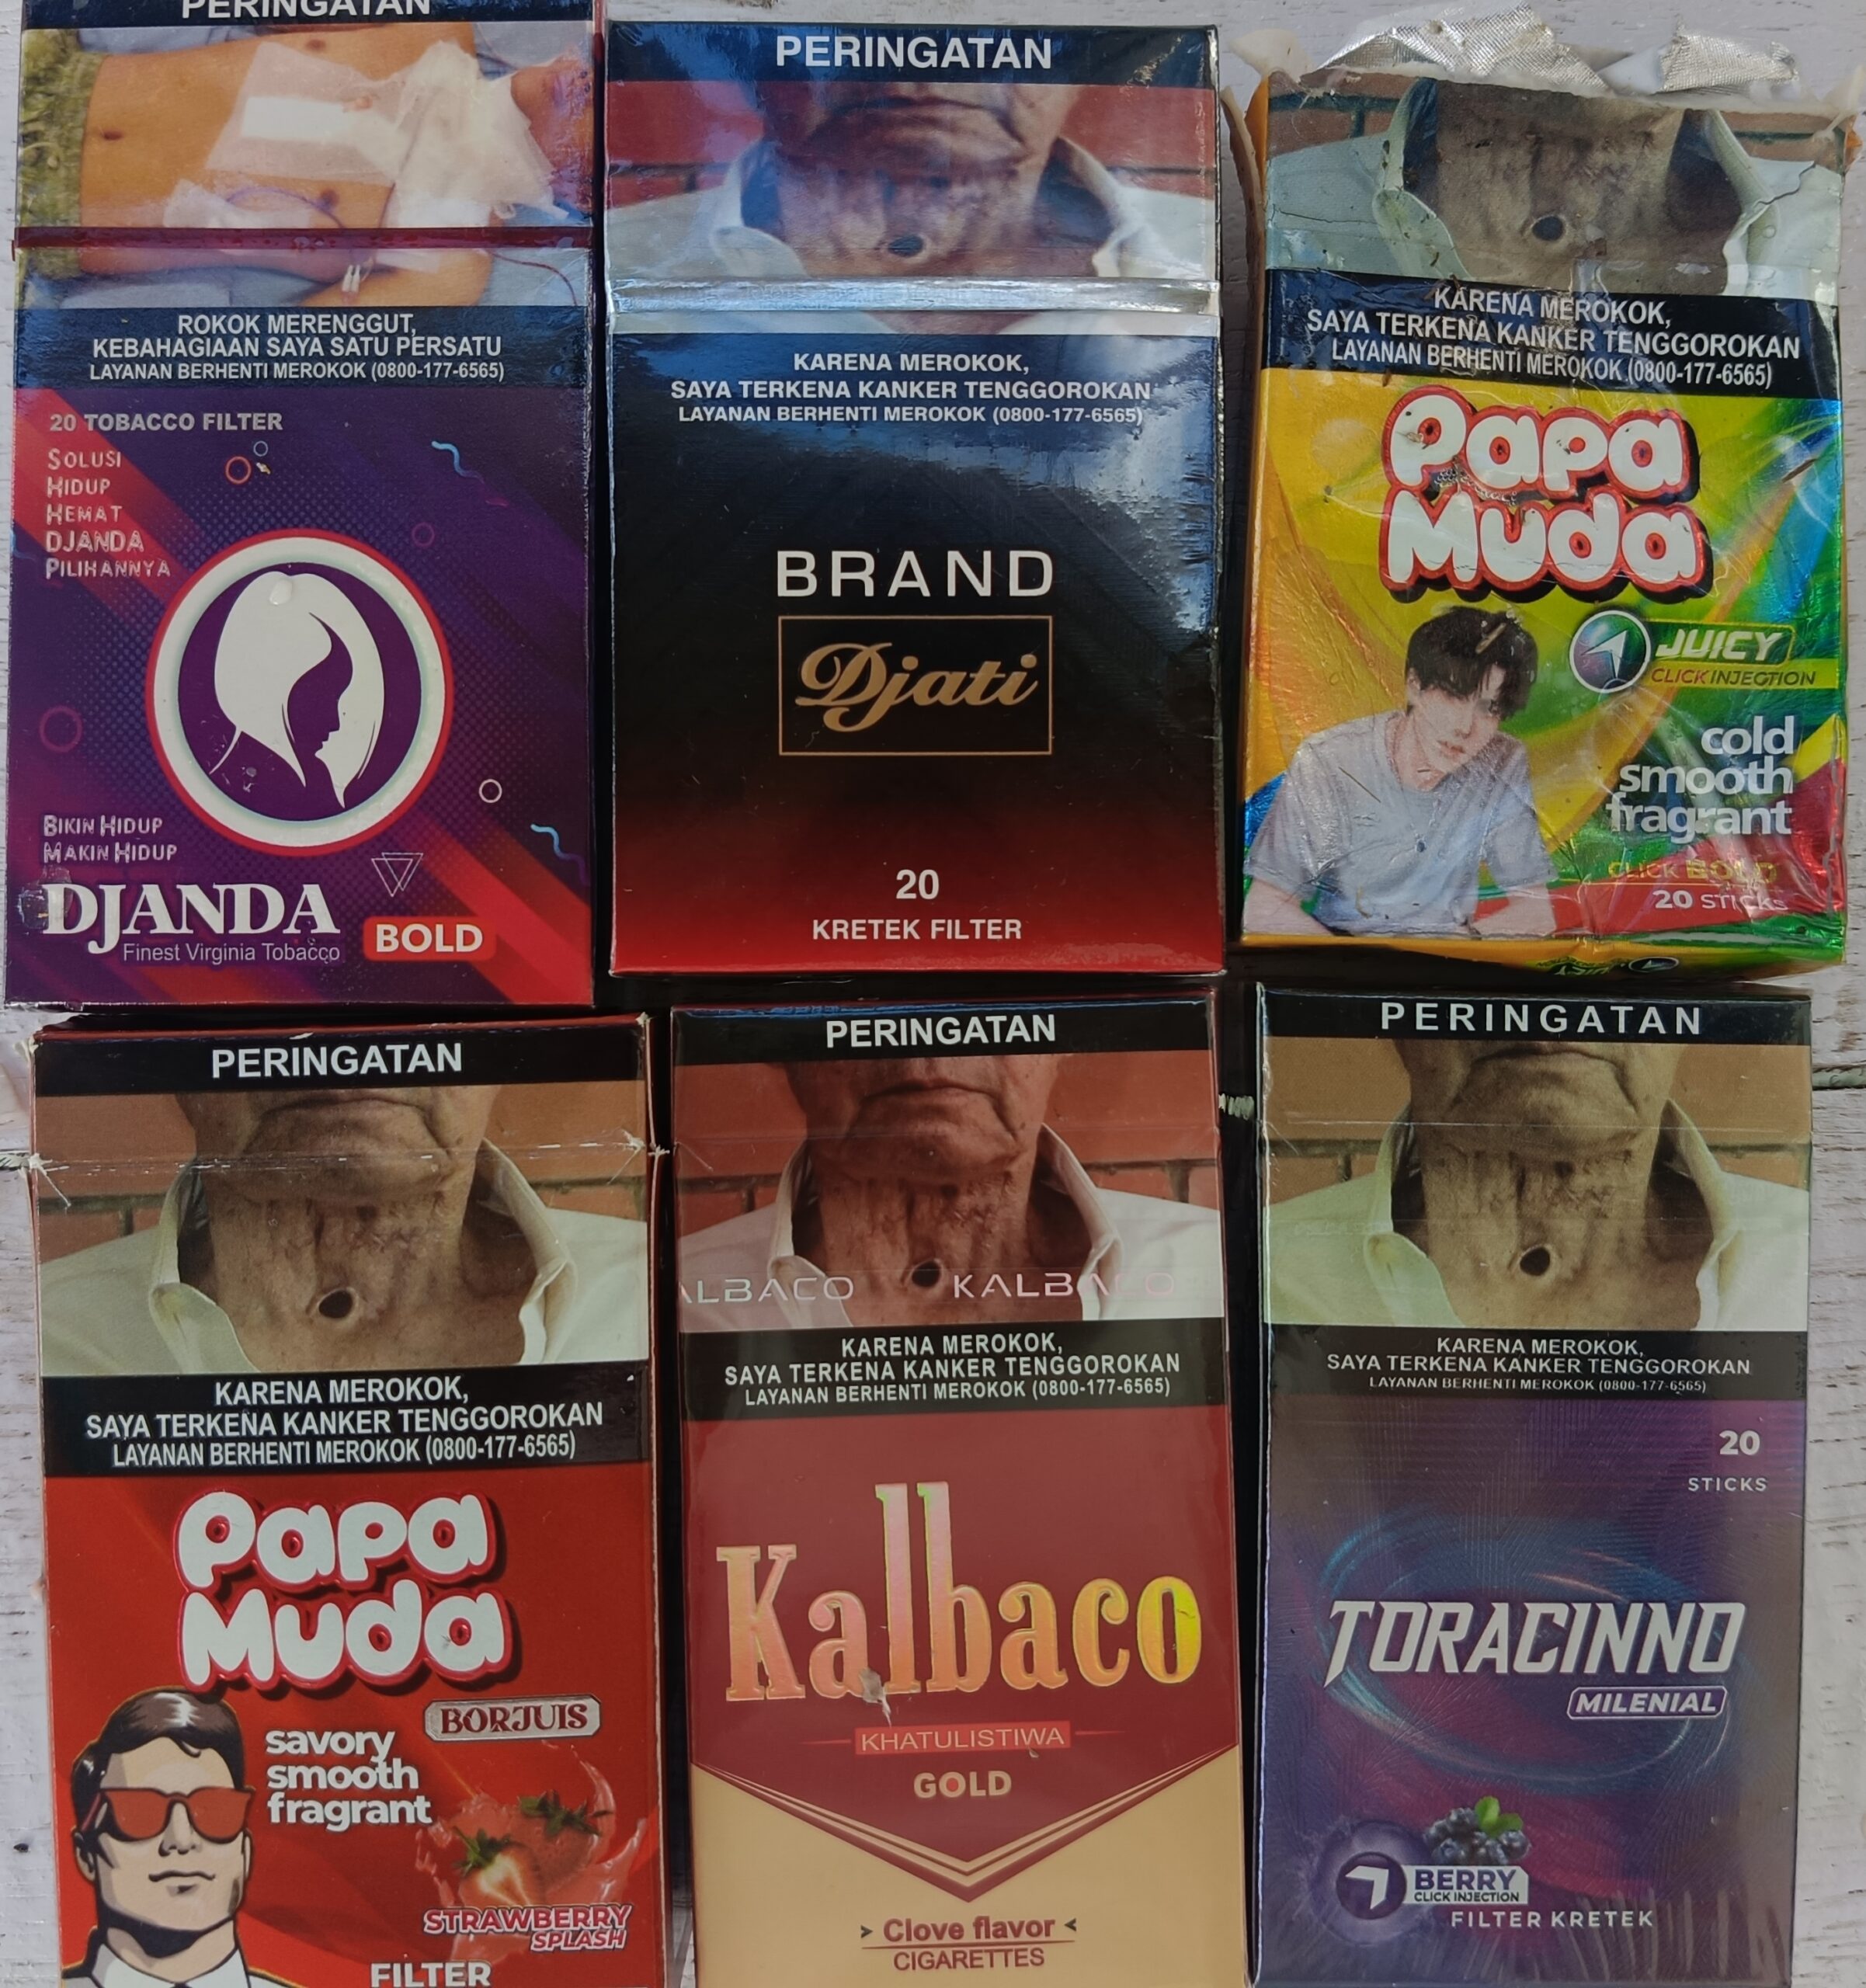 PERINGATAN
ROKOK MERENGGUT,
KEBAHAGIAAN SAYA SATU PERSATU
LAYANAN BERHENTI MEROKOK (0800-177-6565)
20 TOBACCO FILTER
SOLUSI
HIDUP
HEMAT
DJANDA
PILIHANNYA
BIKIN HIDUP
MAKIN HIDUP
DJANDA
Finest Virginia Tobacco
BOLD
PERINGATAN
KARENA MEROKOK,
SAYA TERKENA KANKER TENGGOROKAN
LAYANAN BERHENTI MEROKOK (0800-177-6565)
BRAND
Djati
20
KRETEK FILTER
KARENA MEROKOK,
SAYA TERKENA KANKER TENGGOROKAN
LAYANAN BERHENTI MEROKOK (0800-177-6565)
Papa
Muda
JUICY
CLICK INJECTION
cold
smooth
fragrant
CLICK BOLD
20 STICKS
PERINGATAN
KARENA MEROKOK,
SAYA TERKENA KANKER TENGGOROKAN
LAYANAN BERHENTI MEROKOK (0800-177-6565)
Papa
Muda
BORJUIS
savory
smooth
fragrant
STRAWBERRY
SPLASH
FILTER
PERINGATAN
ALBACO KALBACO
KARENA MEROKOK,
SAYA TERKENA KANKER TENGGOROKAN
LAYANAN BERHENTI MEROKOK (0800-177-6565)
Kalbaco
KHATULISTIWA
GOLD
Clove flavor
CIGARETTES
PERINGATAN
KARENA MEROKOK,
SAYA TERKENA KANKER TENGGOROKAN
LAYANAN BERHENTI MEROKOK (0800-177-6565)
20
STICKS
TORACINNO
MILENIAL
BERRY
CLICK INJECTION
FILTER KRETEK